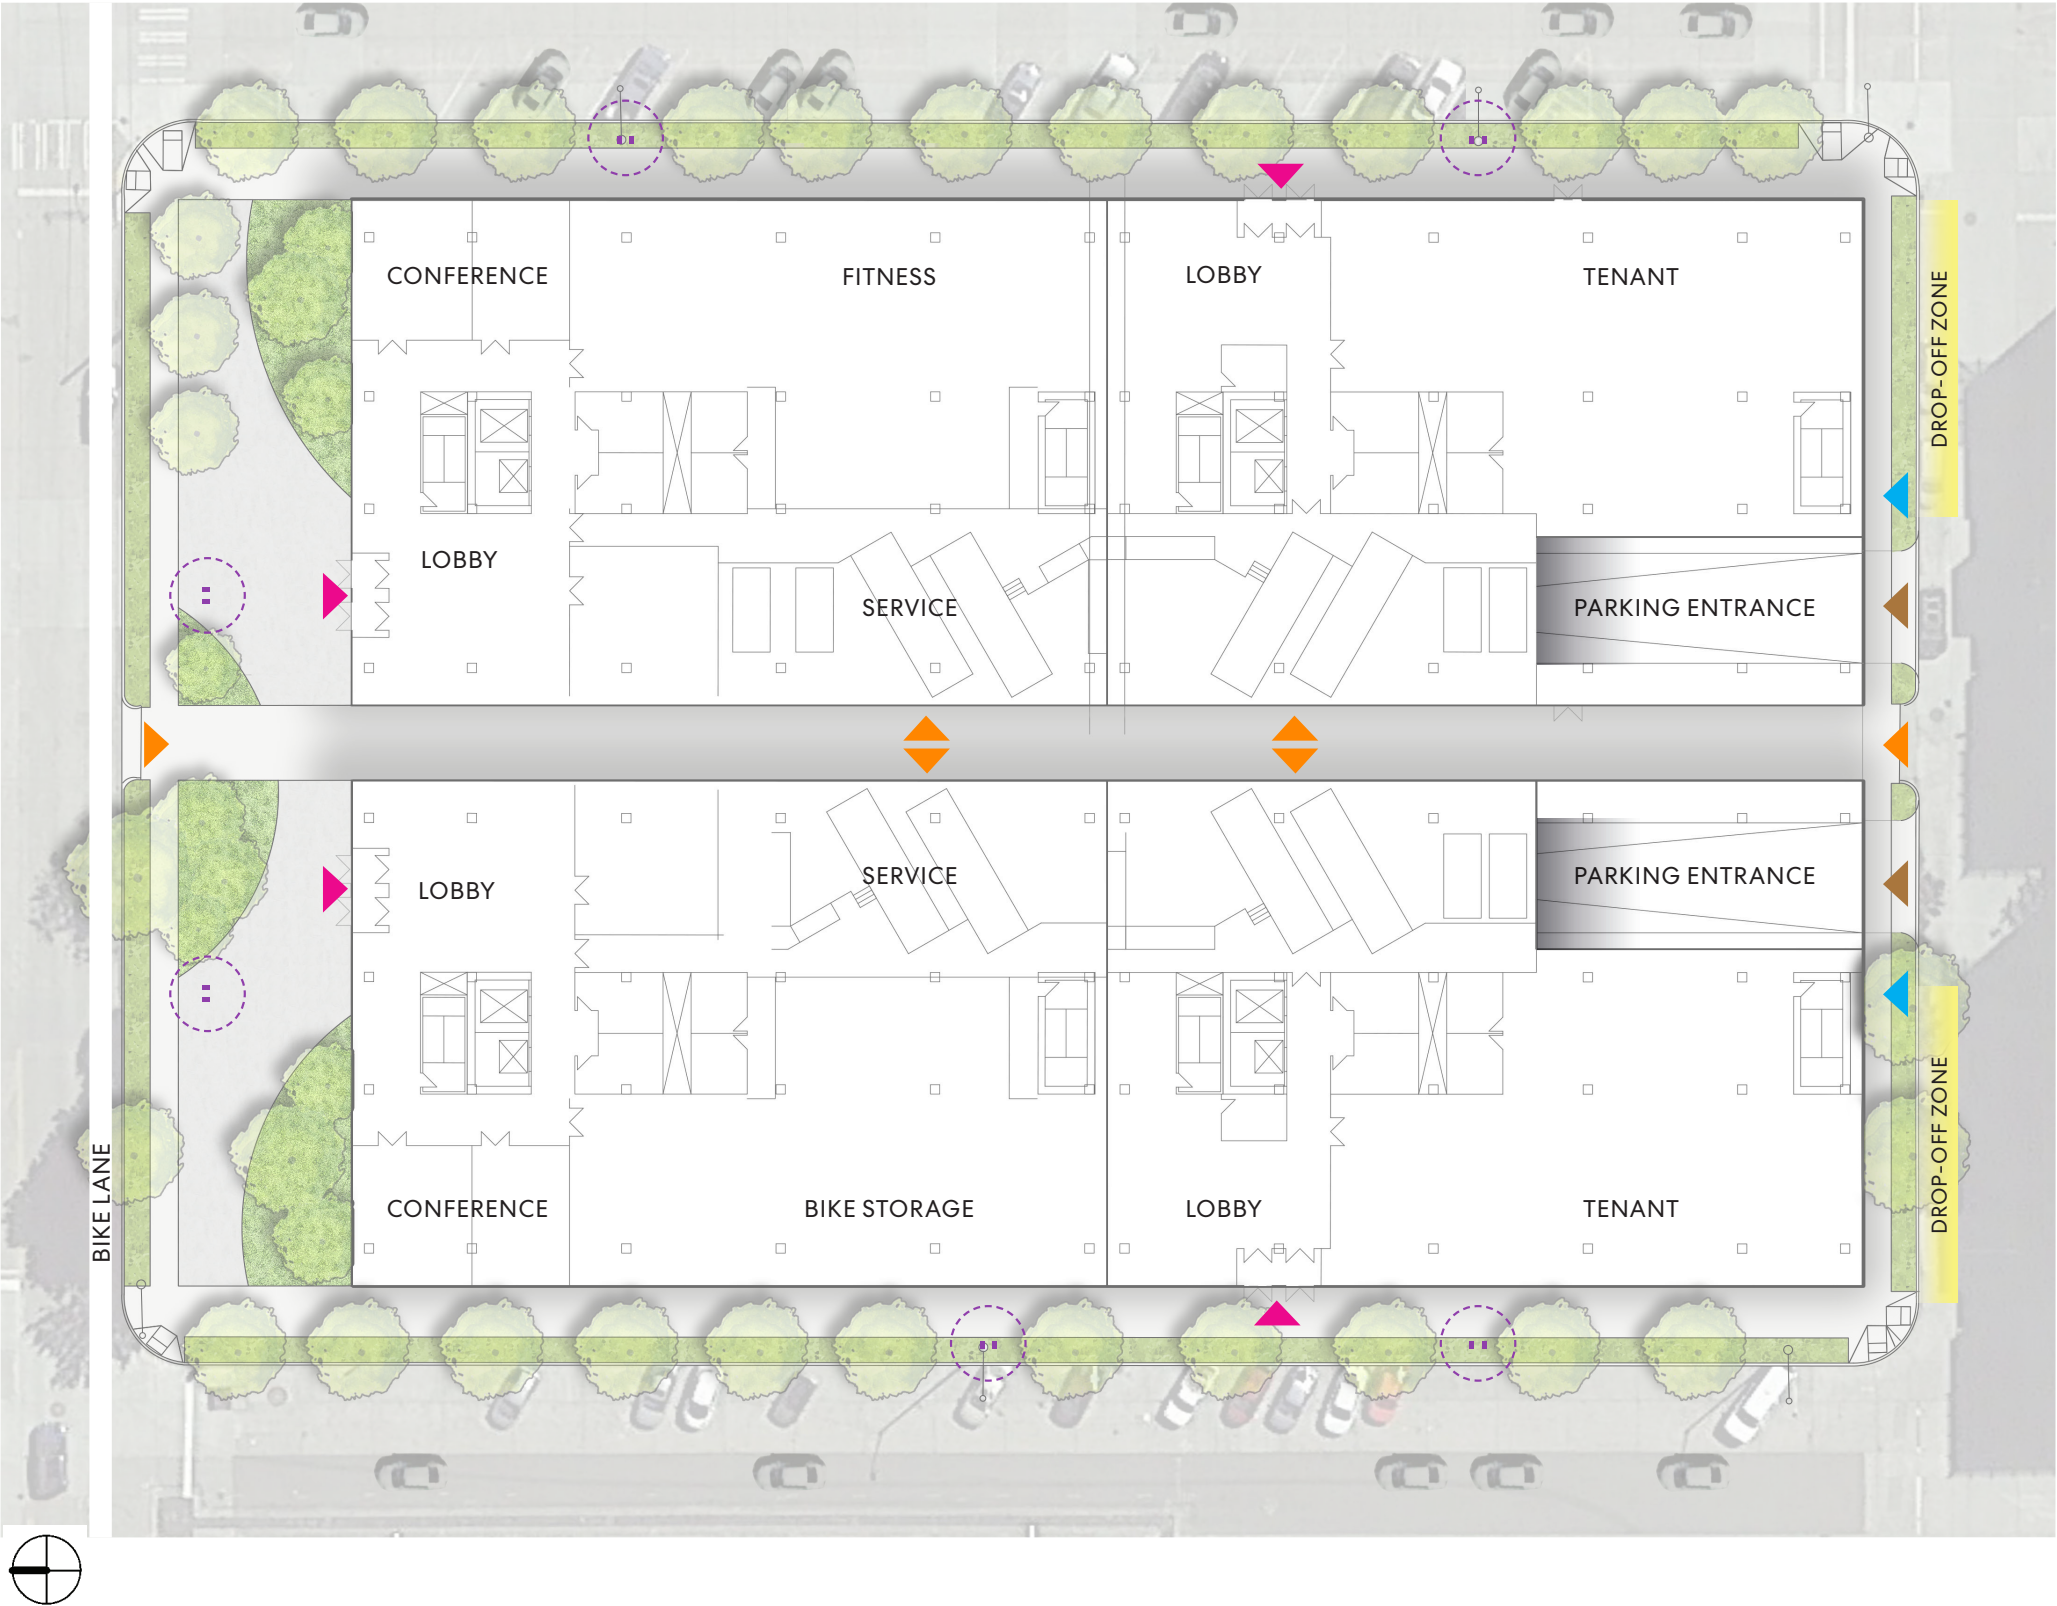 CONFERENCE
FITNESS
LOBBY
TENANT
DROP-OFF ZONE
LOBBY
SERVICE
PARKING ENTRANCE
LOBBY
SERVICE
PARKING ENTRANCE
BIKE LANE
CONFERENCE
BIKE STORAGE
LOBBY
TENANT
DROP-OFF ZONE